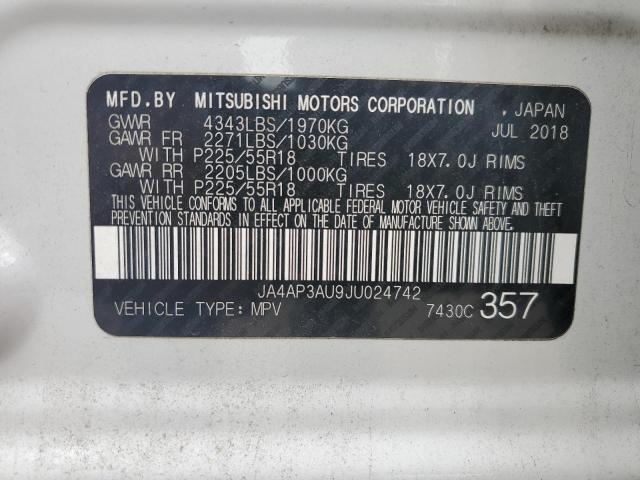 MFD.BY MITSUBISHI MOTORS CORPORATION , JAPAN
GVWR 4343LBS/1970KG JUL 2018
GAWR FR 2271LBS/1030KG
WITH P225/55R18 TIRES 18X7.0J RIMS
GAWR RR 2205LBS/1000KG
WITH P225/55R18 TIRES 18X7.0J RIMS
THIS VEHICLE CONFORMS TO ALL APPLICABLE FEDERAL MOTOR VEHICLE SAFETY AND THEFT
PREVENTION STANDARDS IN EFFECT ON THE DATE OF MANUFACTURE SHOWN ABOVE.
JA4AP3AU9JU024742
VEHICLE TYPE: MPV 7430C 357